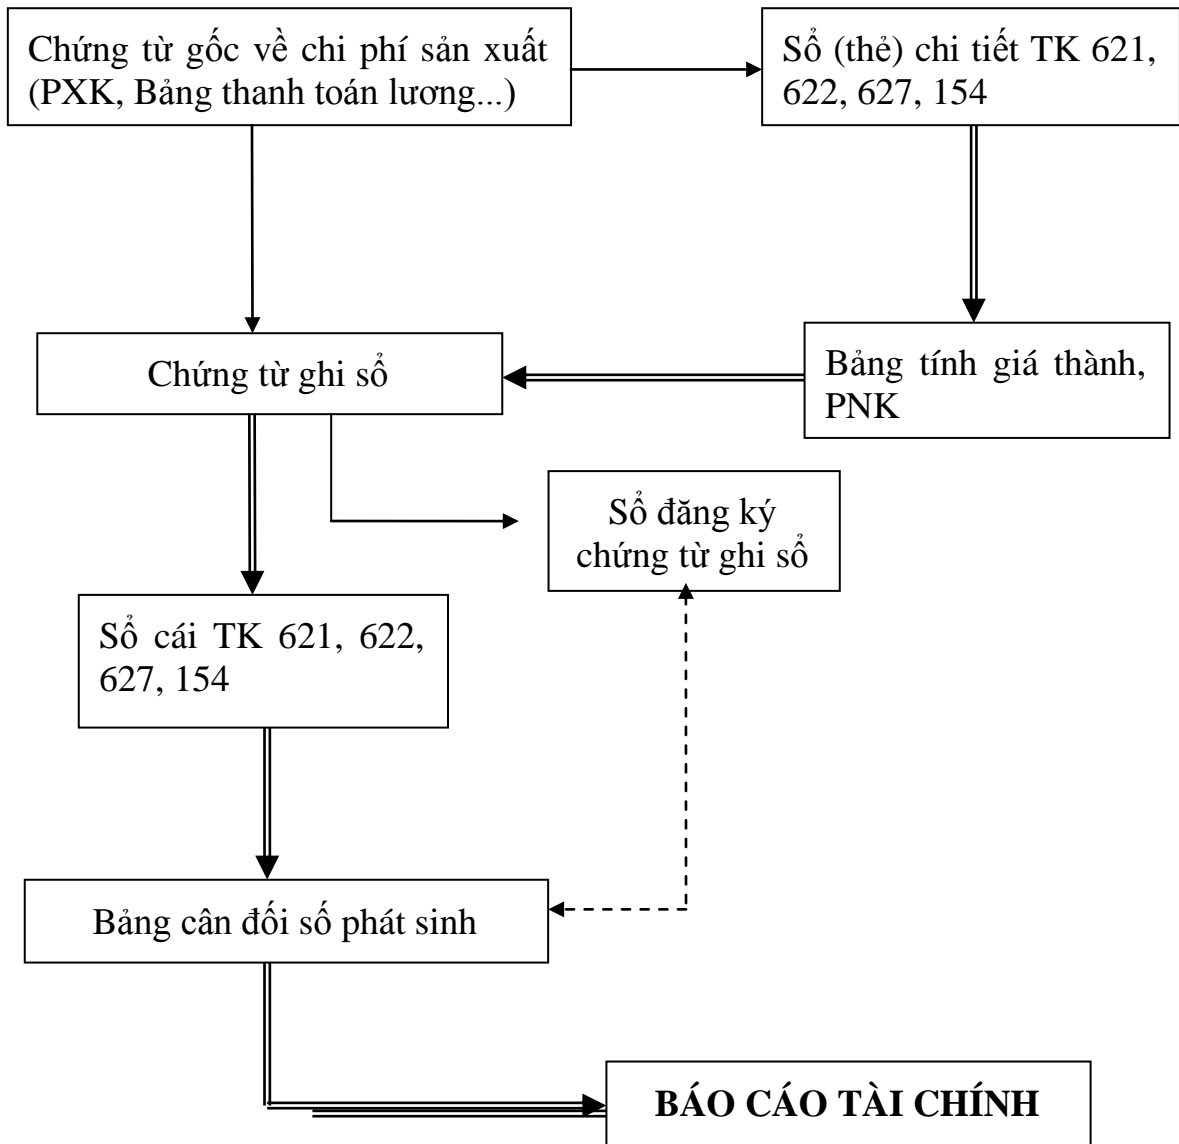 Chứng từ gốc về chi phí sản xuất
(PXK, Bảng thanh toán lương...)
Sổ (thẻ) chi tiết TK 621,
622, 627, 154
Chứng từ ghi sổ
Bảng tính giá thành,
PNK
Sổ đăng ký
chứng từ ghi sổ
Sổ cái TK 621, 622,
627, 154
Bảng cân đối số phát sinh
BÁO CÁO TÀI CHÍNH